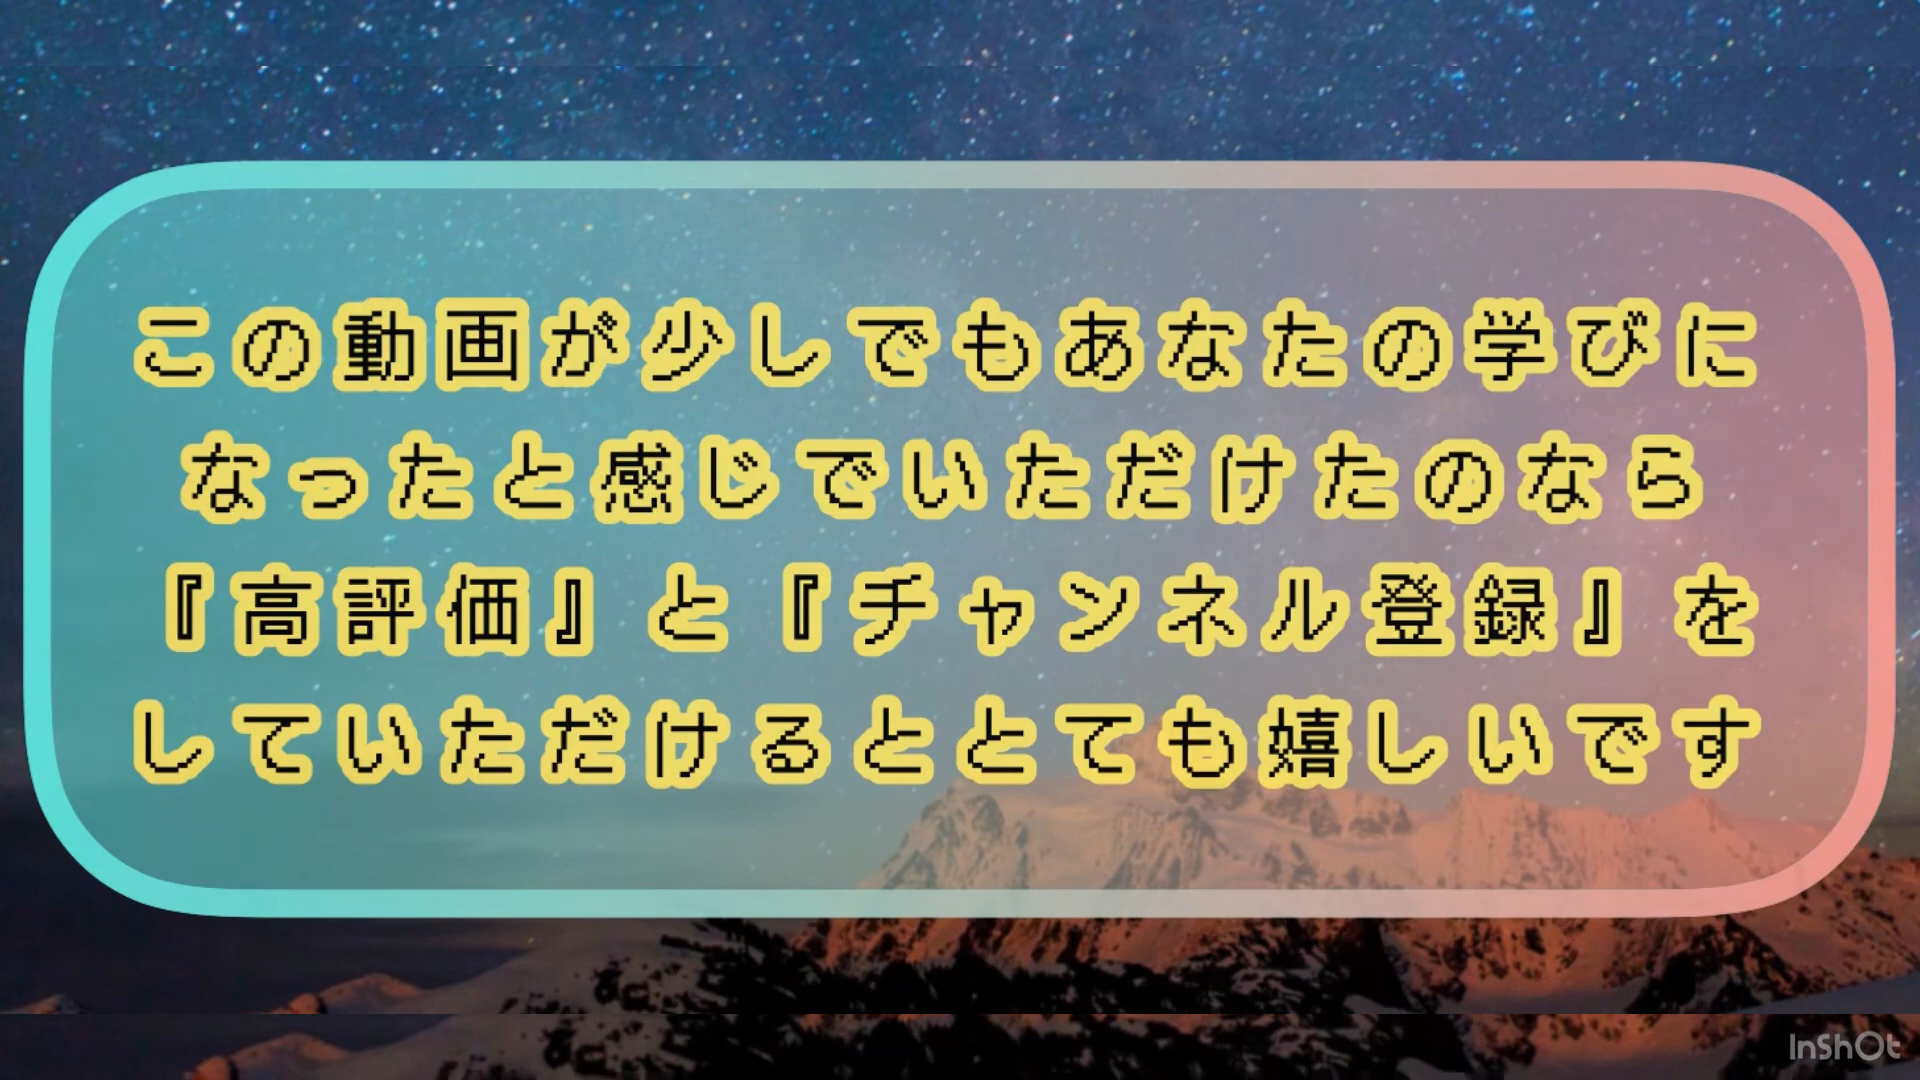 この動画が少しでもあなたの学びに
なったと感じでいただけたのなら
『高評価』と『チャンネル登録』を
していただけるととても嬉しいです
InShOt